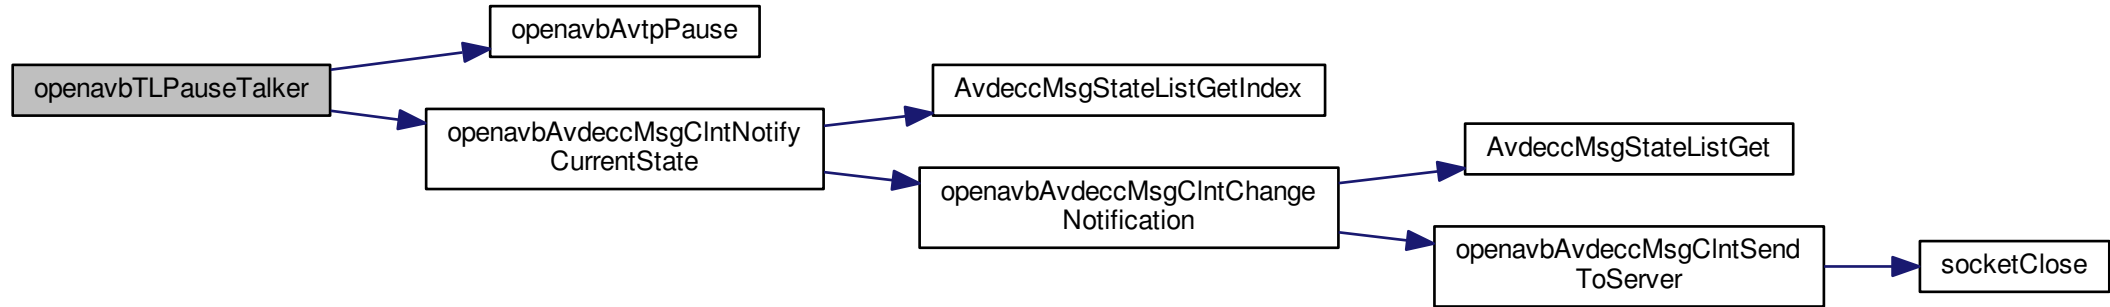 openavbTLPauseTalker
openavbAvtpPause
openavbAvdeccMsgClntNotify
CurrentState
AvdeccMsgStateListGetIndex
openavbAvdeccMsgClntChange
Notification
AvdeccMsgStateListGet
openavbAvdeccMsgClntSend
ToServer
socketClose